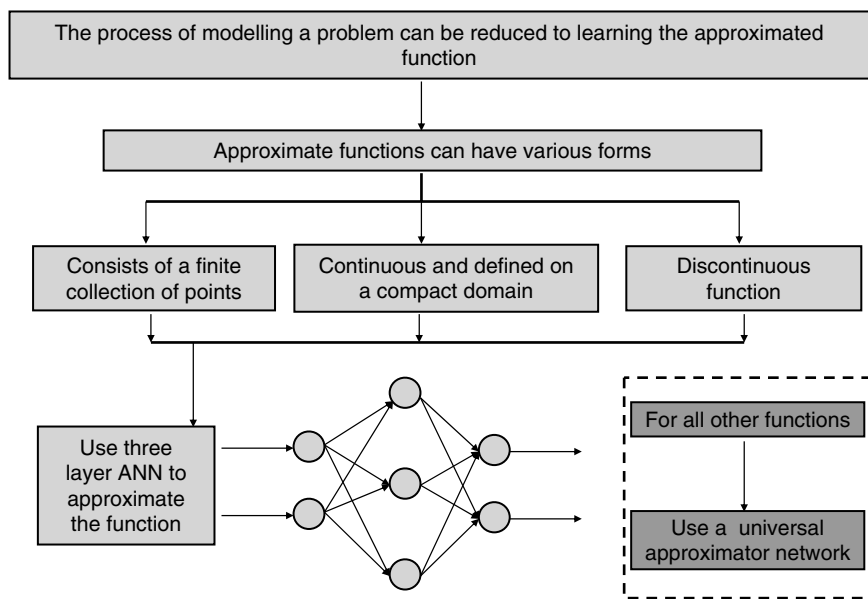 The process of modelling a problem can be reduced to learning the approximated
function
Approximate functions can have various forms
Consists of a finite
collection of points
Continuous and defined on
a compact domain
Discontinuous
function
Use three
layer ANN to
approximate
the function
For all other functions
Use a universal
approximator network